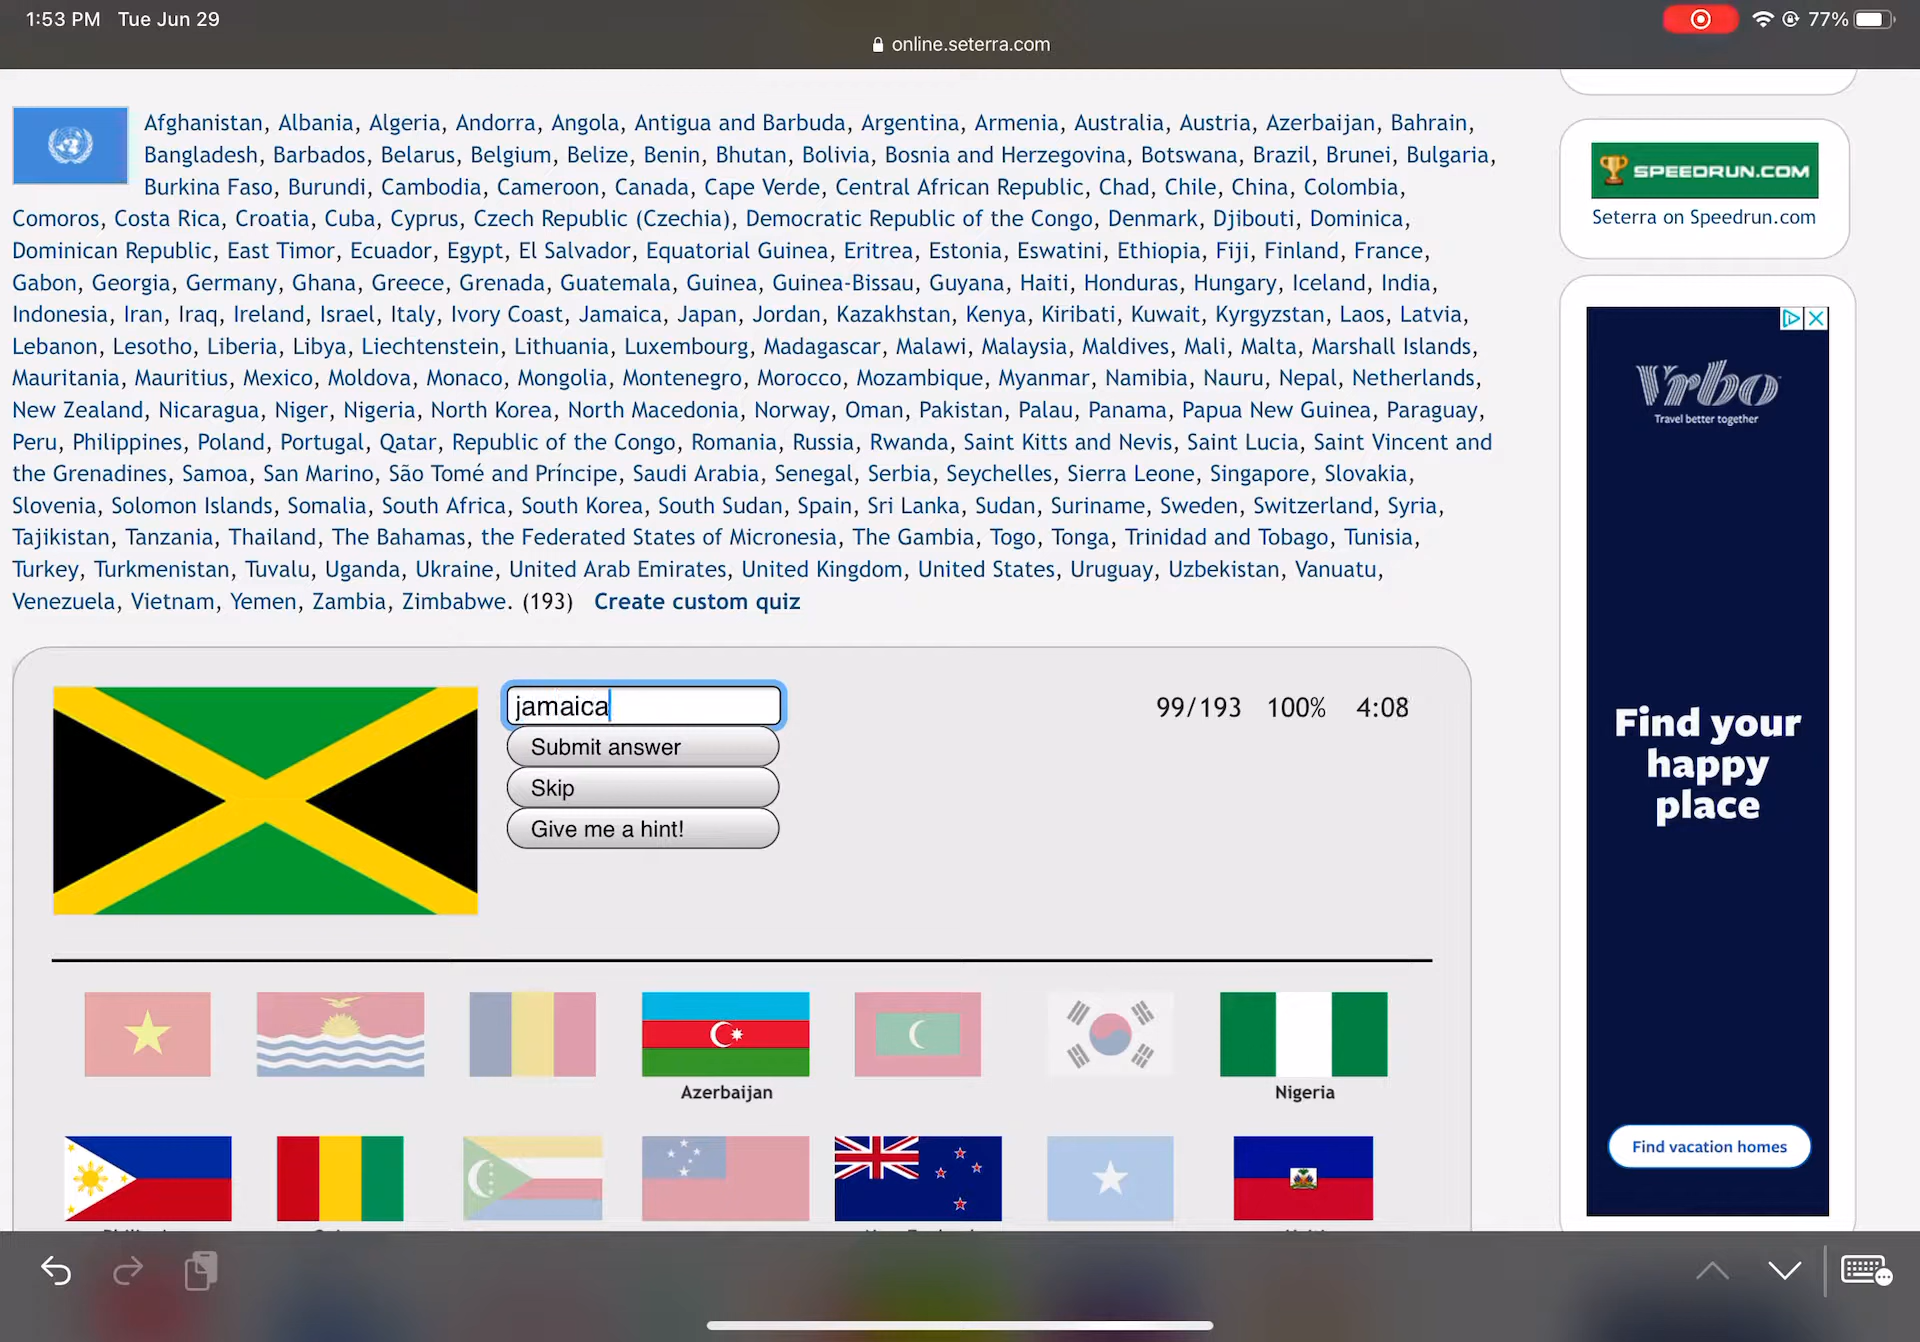 1:53 PM Tue Jun 29
77%
online.seterra.com
Afghanistan, Albania, Algeria, Andorra, Angola, Antigua and Barbuda, Argentina, Armenia, Australia, Austria, Azerbaijan, Bahrain,
Bangladesh, Barbados, Belarus, Belgium, Belize, Benin, Bhutan, Bolivia, Bosnia and Herzegovina, Botswana, Brazil, Brunei, Bulgaria,
Burkina Faso, Burundi, Cambodia, Cameroon, Canada, Cape Verde, Central African Republic, Chad, Chile, China, Colombia,
Comoros, Costa Rica, Croatia, Cuba, Cyprus, Czech Republic (Czechia), Democratic Republic of the Congo, Denmark, Djibouti, Dominica,
Dominican Republic, East Timor, Ecuador, Egypt, El Salvador, Equatorial Guinea, Eritrea, Estonia, Eswatini, Ethiopia, Fiji, Finland, France,
Gabon, Georgia, Germany, Ghana, Greece, Grenada, Guatemala, Guinea, Guinea-Bissau, Guyana, Haiti, Honduras, Hungary, Iceland, India,
Indonesia, Iran, Iraq, Ireland, Israel, Italy, Ivory Coast, Jamaica, Japan, Jordan, Kazakhstan, Kenya, Kiribati, Kuwait, Kyrgyzstan, Laos, Latvia,
Lebanon, Lesotho, Liberia, Libya, Liechtenstein, Lithuania, Luxembourg, Madagascar, Malawi, Malaysia, Maldives, Mali, Malta, Marshall Islands,
Mauritania, Mauritius, Mexico, Moldova, Monaco, Mongolia, Montenegro, Morocco, Mozambique, Myanmar, Namibia, Nauru, Nepal, Netherlands,
New Zealand, Nicaragua, Niger, Nigeria, North Korea, North Macedonia, Norway, Oman, Pakistan, Palau, Panama, Papua New Guinea, Paraguay,
Peru, Philippines, Poland, Portugal, Qatar, Republic of the Congo, Romania, Russia, Rwanda, Saint Kitts and Nevis, Saint Lucia, Saint Vincent and
the Grenadines, Samoa, San Marino, São Tomé and Príncipe, Saudi Arabia, Senegal, Serbia, Seychelles, Sierra Leone, Singapore, Slovakia,
Slovenia, Solomon Islands, Somalia, South Africa, South Korea, South Sudan, Spain, Sri Lanka, Sudan, Suriname, Sweden, Switzerland, Syria,
Tajikistan, Tanzania, Thailand, The Bahamas, the Federated States of Micronesia, The Gambia, Togo, Tonga, Trinidad and Tobago, Tunisia,
Turkey, Turkmenistan, Tuvalu, Uganda, Ukraine, United Arab Emirates, United Kingdom, United States, Uruguay, Uzbekistan, Vanuatu,
Venezuela, Vietnam, Yemen, Zambia, Zimbabwe. (193) Create custom quiz
jamaica
Submit answer
Skip
Give me a hint!
99/193 100% 4:08
Azerbaijan
Nigeria
SPEEDRUN.COM
Seterra on Speedrun.com
Vrbo
Travel better together
Find your
happy
place
Find vacation homes